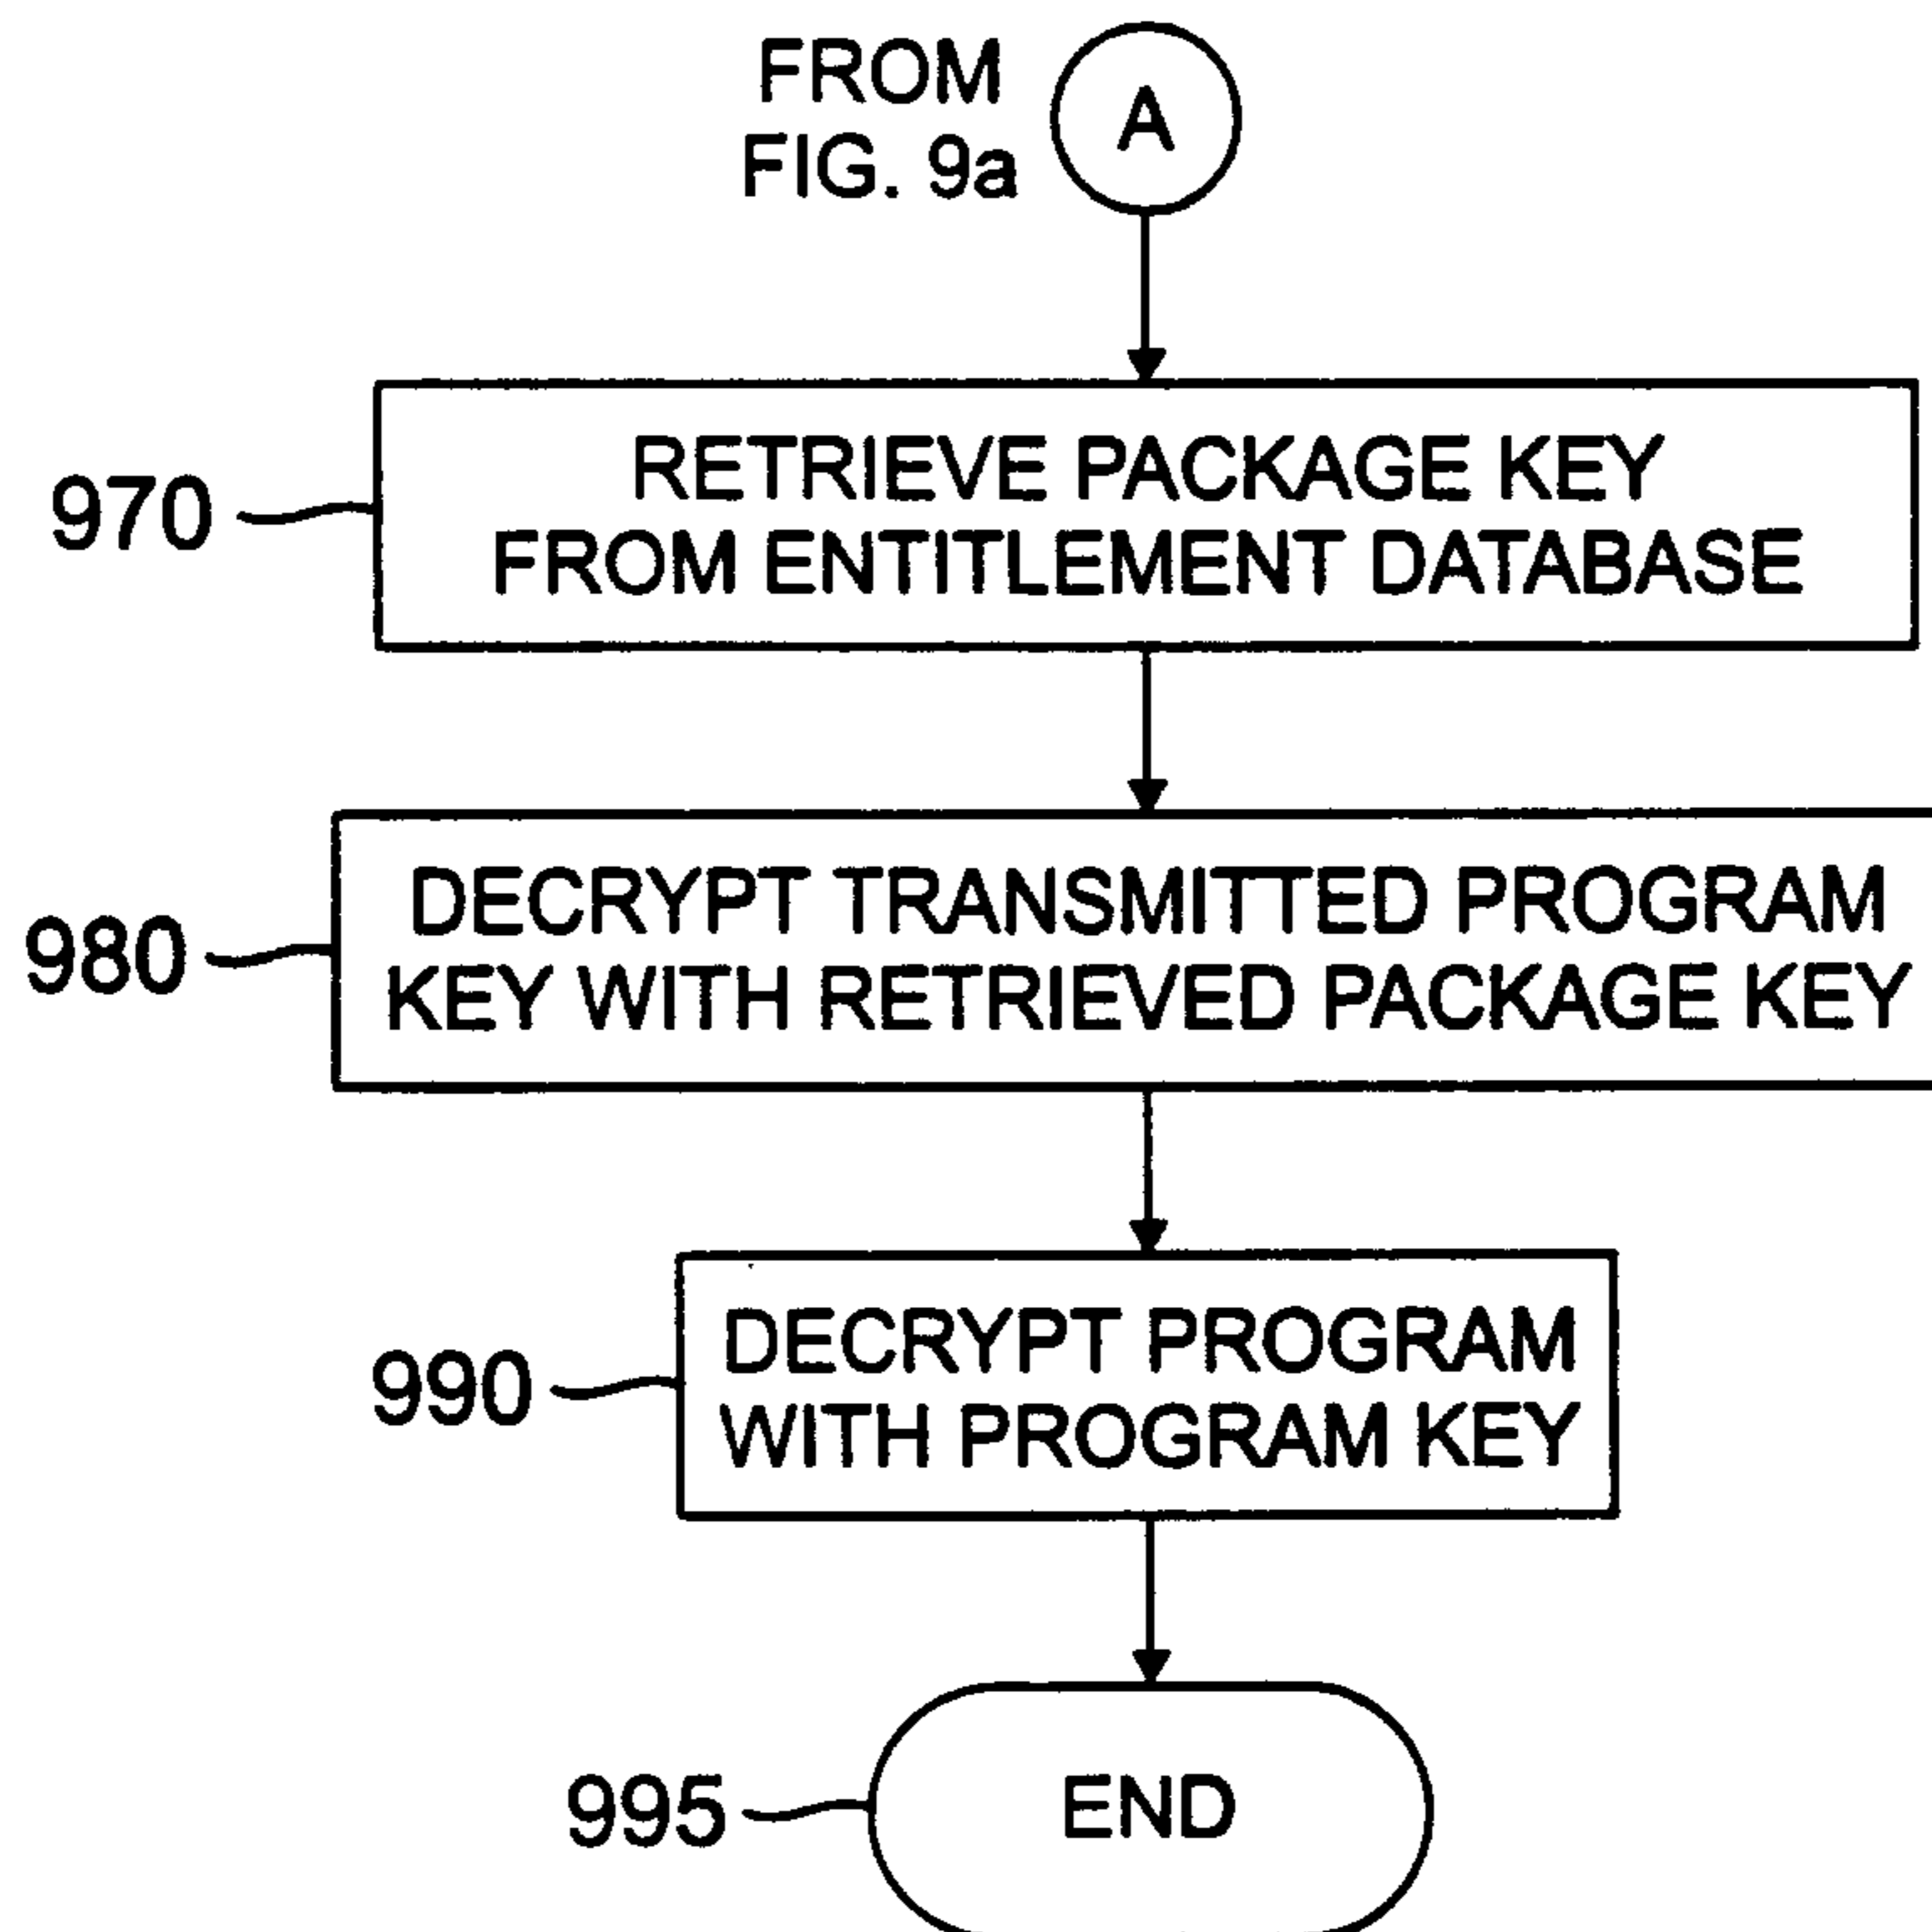 FROM
FIG. 9a
A
970
RETRIEVE PACKAGE KEY
FROM ENTITLEMENT DATABASE
980
DECRYPT TRANSMITTED PROGRAM
KEY WITH RETRIEVED PACKAGE KEY
990
DECRYPT PROGRAM
WITH PROGRAM KEY
995
END